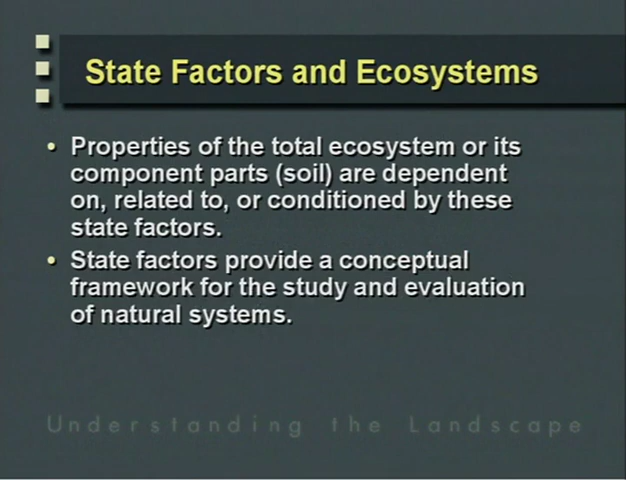 State Factors and Ecosystems
• Properties of the total ecosystem or its
component parts (soil) are dependent
on, related to, or conditioned by these
state factors.
• State factors provide a conceptual
framework for the study and evaluation
of natural systems.
Understanding the Landscape